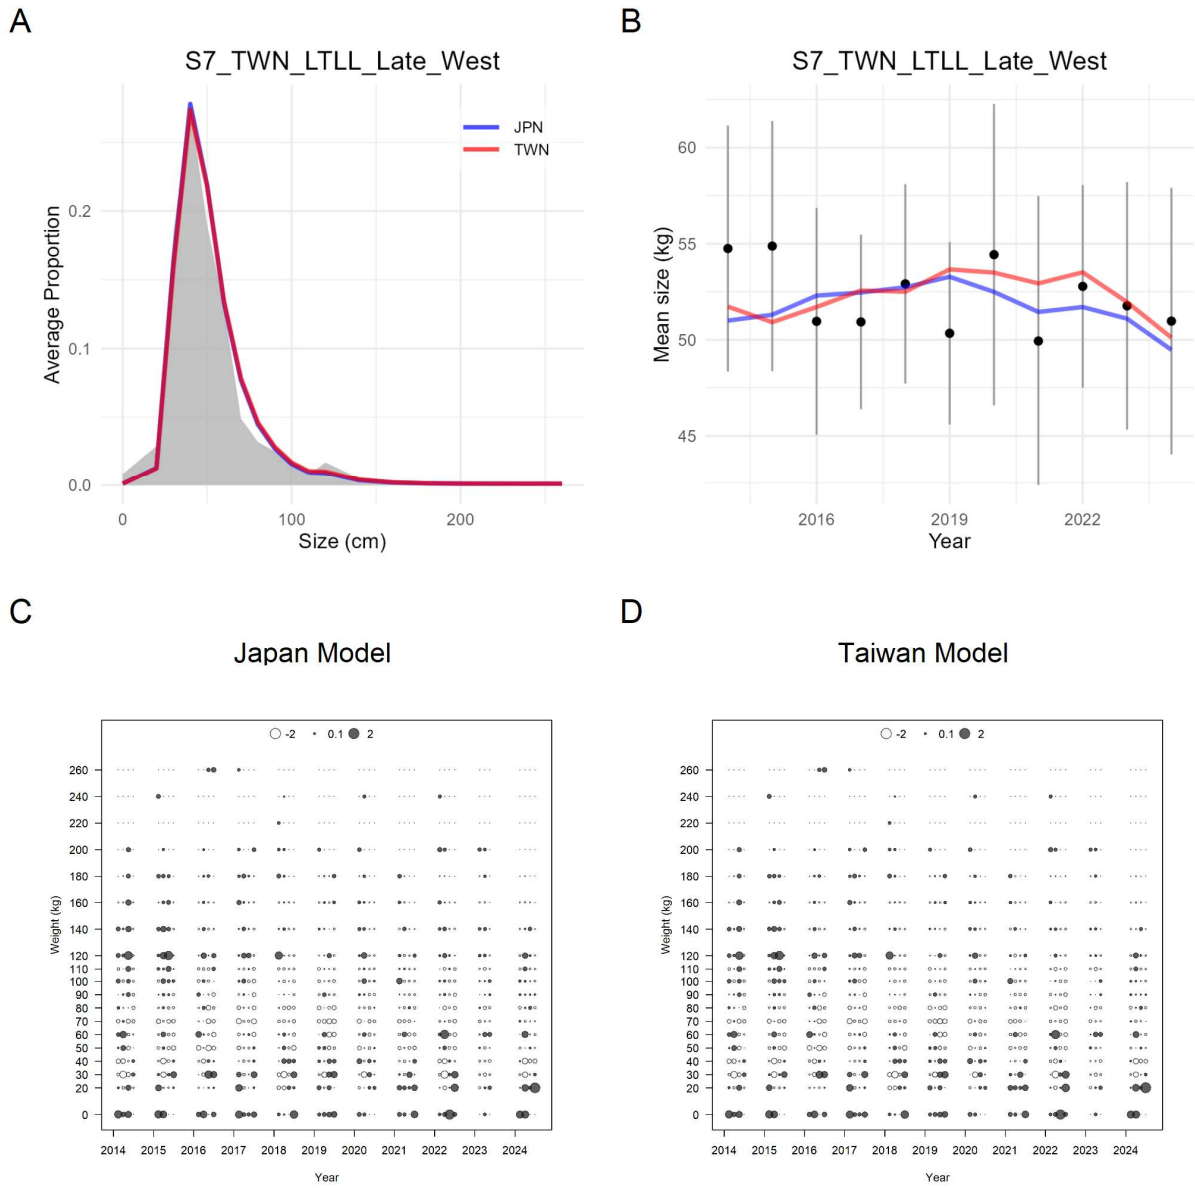 A
S7_TWN_LTLL_Late_West
JPN
TWN
Average Proportion
0.2
0.1
0.0
0 100 200
Size (cm)
B
S7_TWN_LTLL_Late_West
Mean size (kg)
60
55
50
45
2016 2019 2022
Year
C
Japan Model
-2 0.1 2
Weight (kg)
260
240
220
200
180
160
140
120
110
100
90
80
70
60
50
40
30
20
0
2014 2015 2016 2017 2018 2019 2020 2021 2022 2023 2024
Year
D
Taiwan Model
-2 0.1 2
Weight (kg)
260
240
220
200
180
160
140
120
110
100
90
80
70
60
50
40
30
20
0
2014 2015 2016 2017 2018 2019 2020 2021 2022 2023 2024
Year